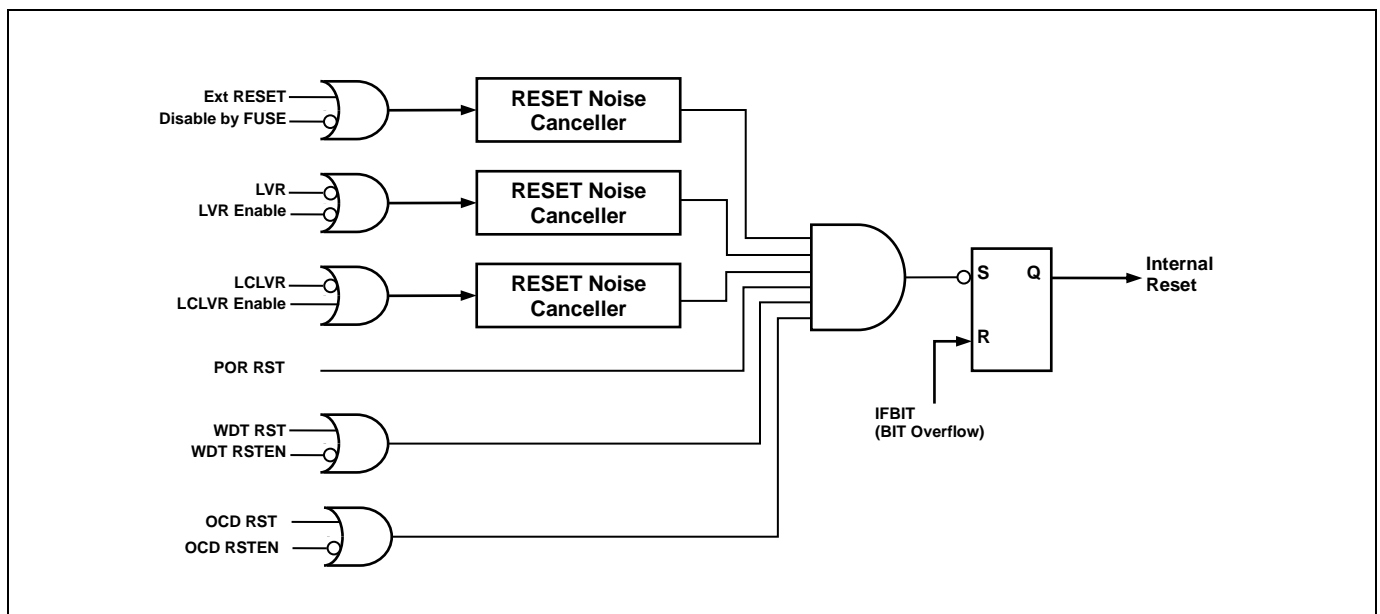 Ext RESET
Disable by FUSE
RESET Noise
Canceller
LVR
LVR Enable
RESET Noise
Canceller
LCLVR
LCLVR Enable
RESET Noise
Canceller
POR RST
WDT RST
WDT RSTEN
OCD RST
OCD RSTEN
S Q
R
Internal
Reset
IFBIT
(BIT Overflow)